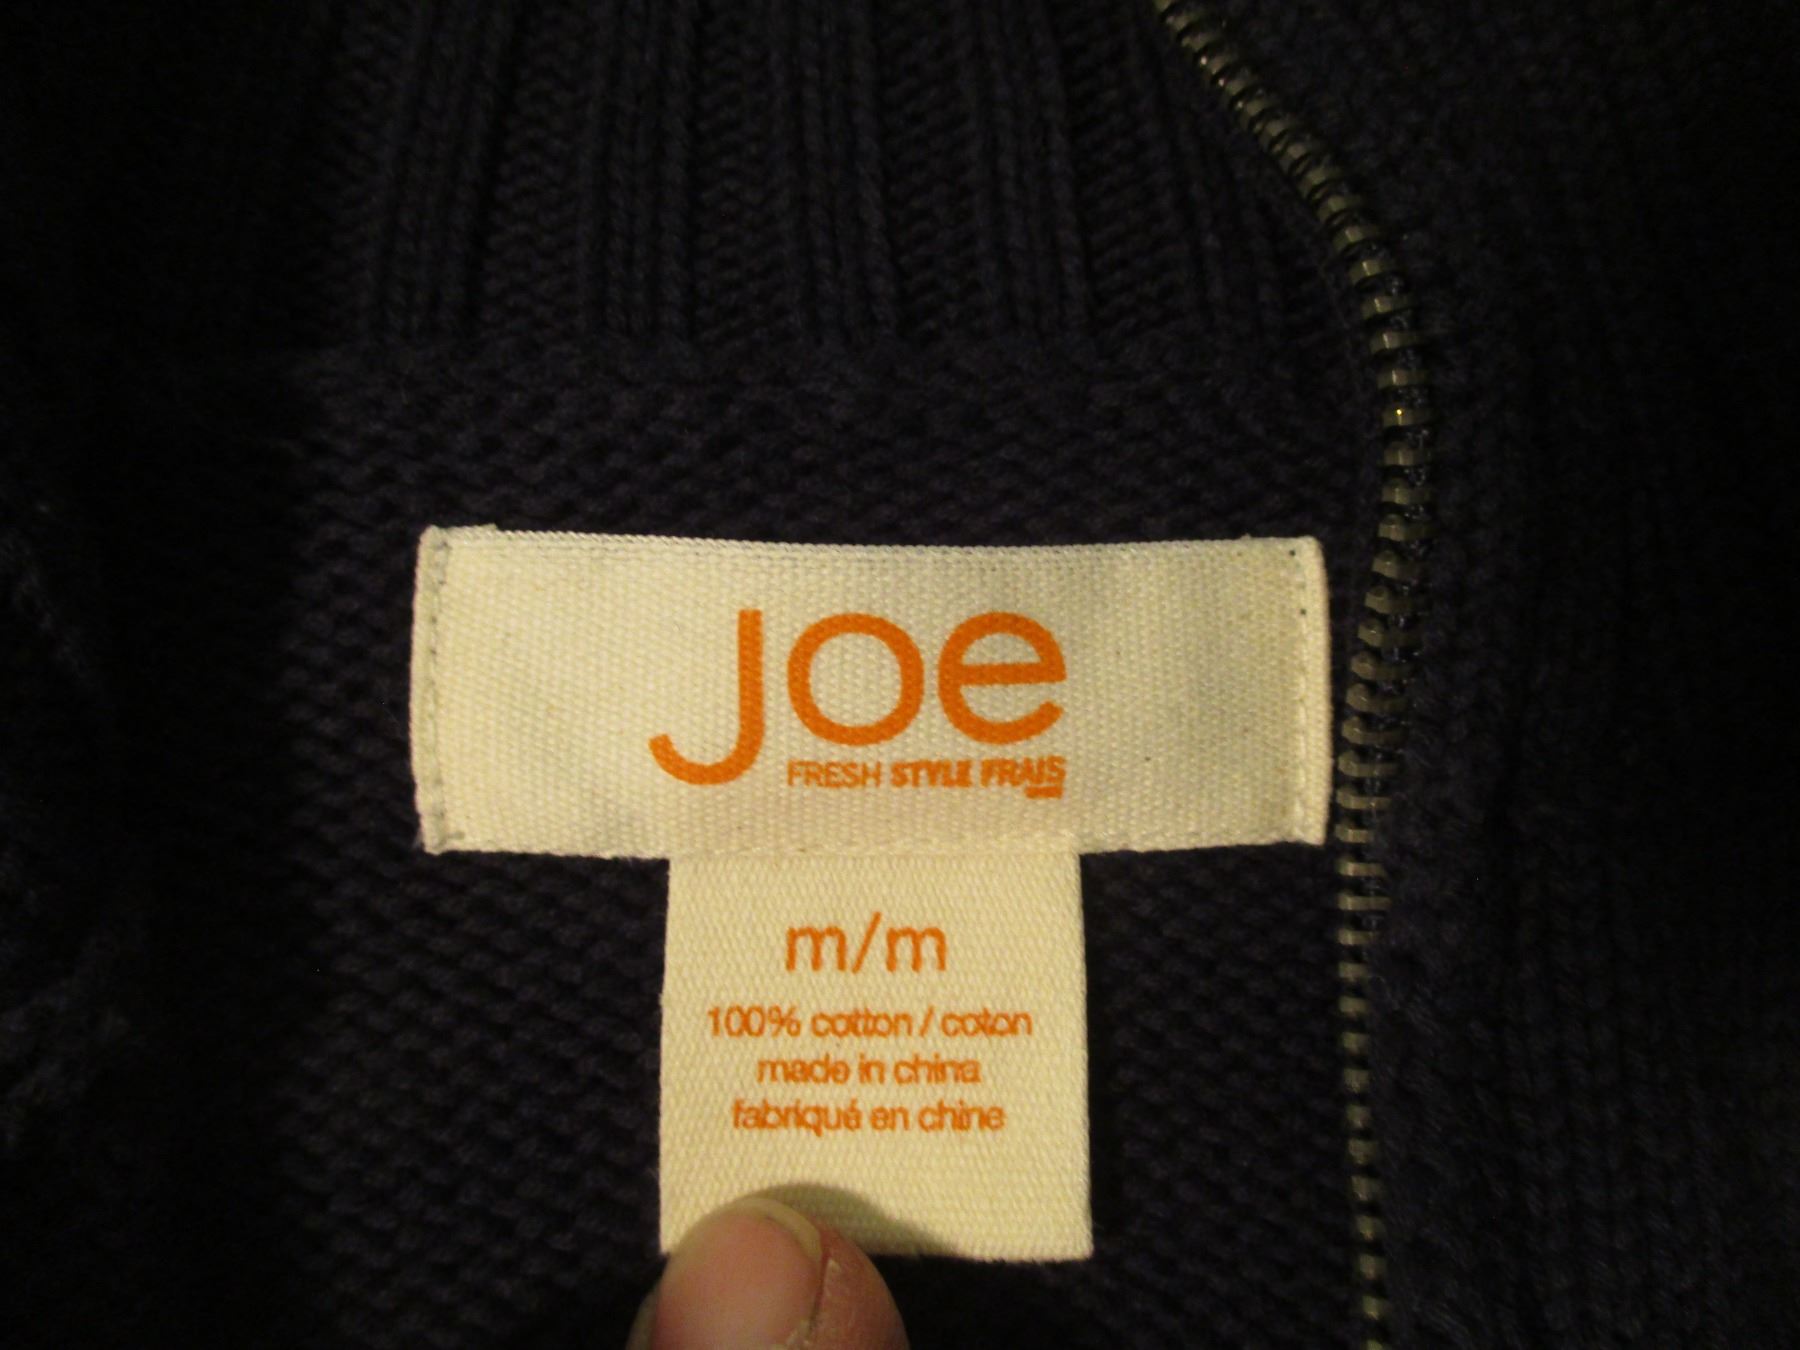 Joe
FRESH STYLE FRAIS
m/m
100% cotton / coton
made in china
fabriqué en chine